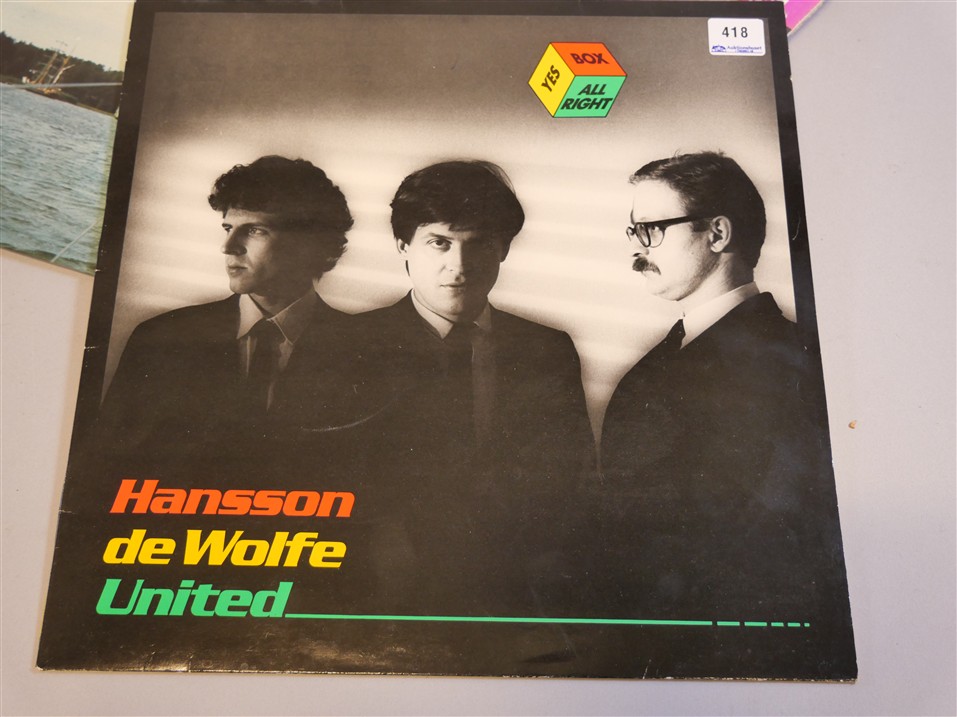 418
YES
BOX
ALL
RIGHT
Hansson
de Wolfe
United